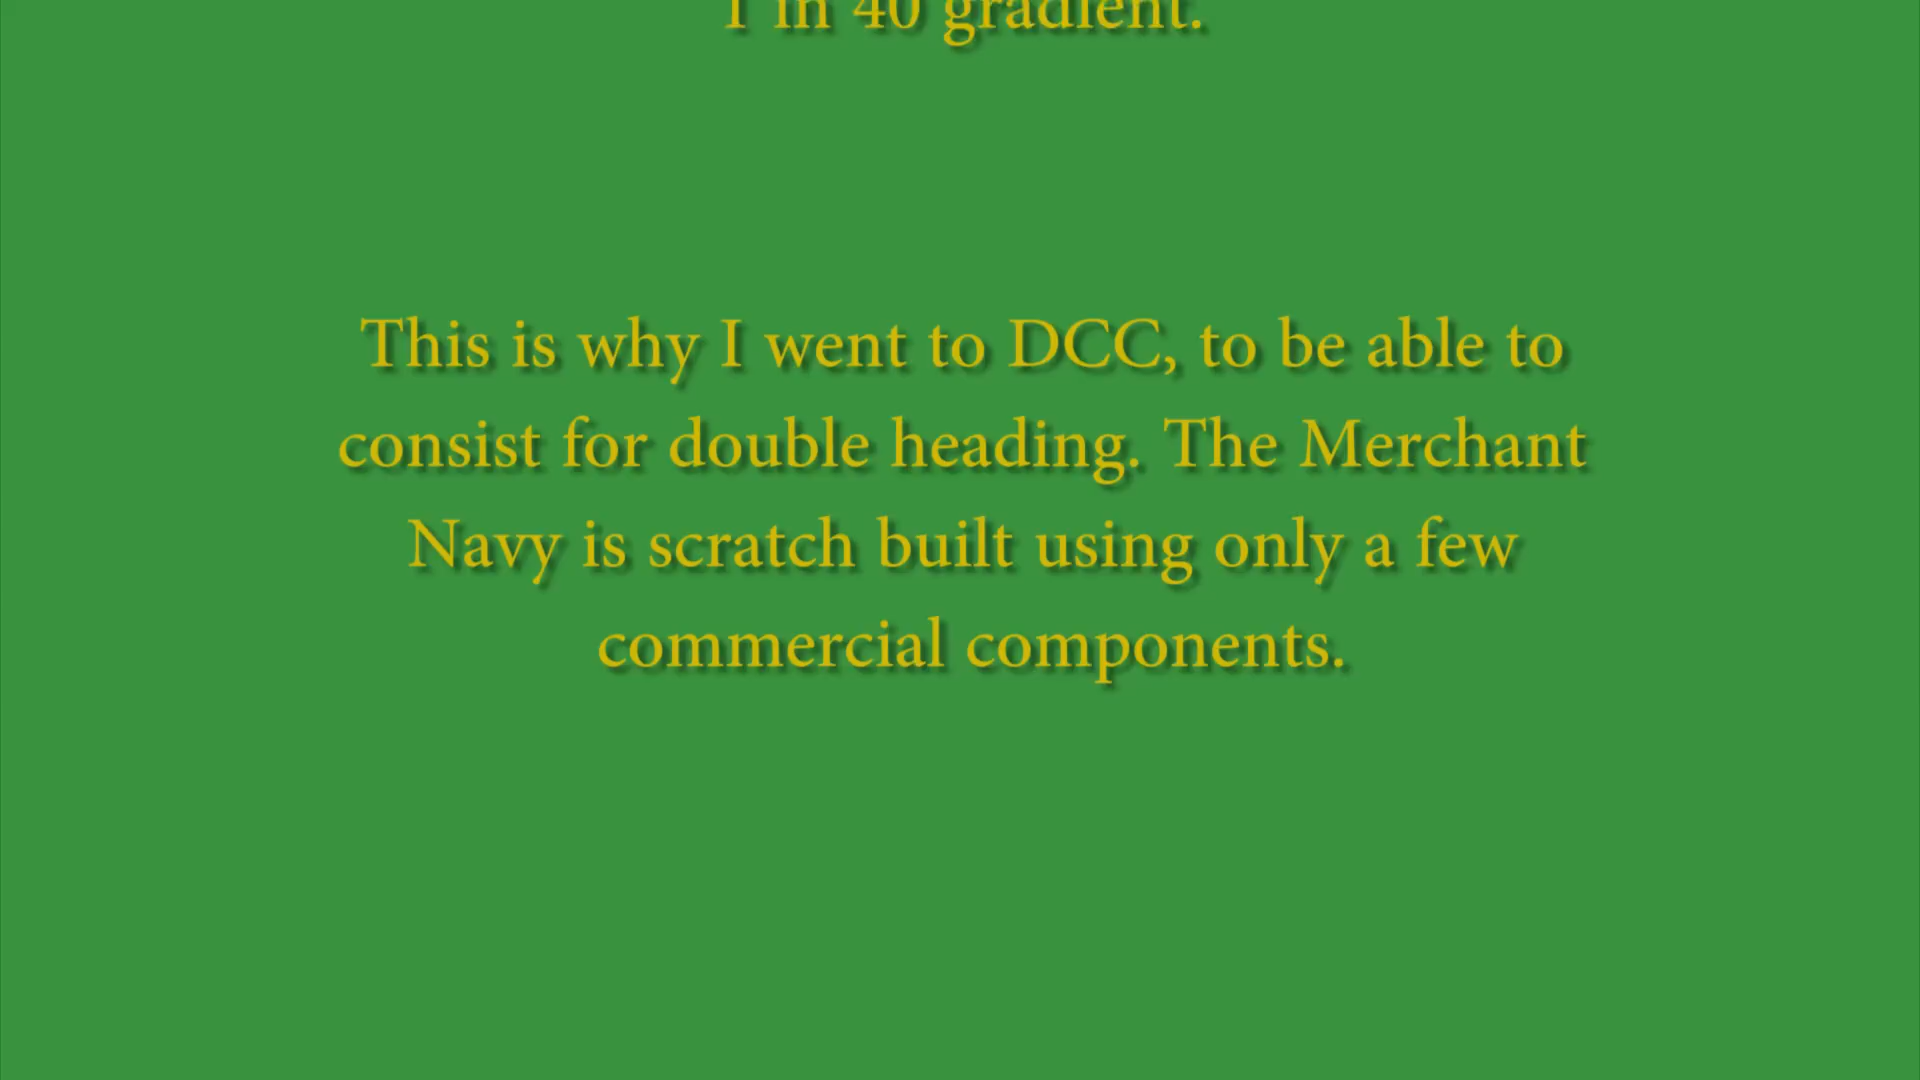 1 in 40 gradient.
This is why I went to DCC, to be able to
consist for double heading. The Merchant
Navy is scratch built using only a few
commercial components.